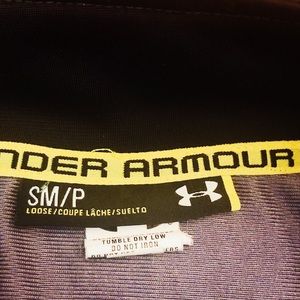 NDER ARMOUR
SM/P
LOOSE/COUPE LÂCHE/SUELTO
TUMBLE DRY LOW
DO NOT IRON